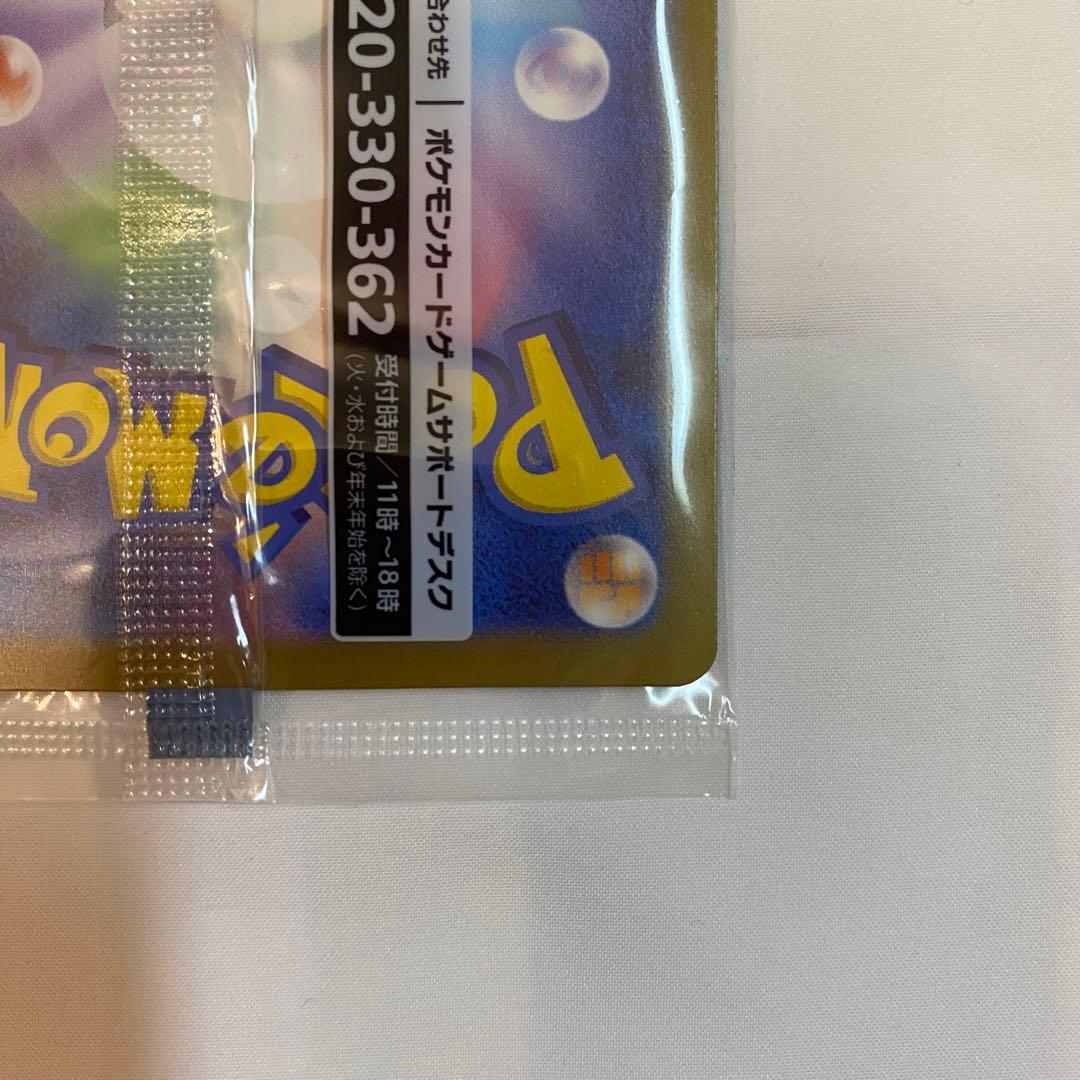 合わせ先｜ポケモンカードゲームサポートデスク
20-330-362 受付時間／11時～18時
(火・水および年末年始を除く)
POKéMON